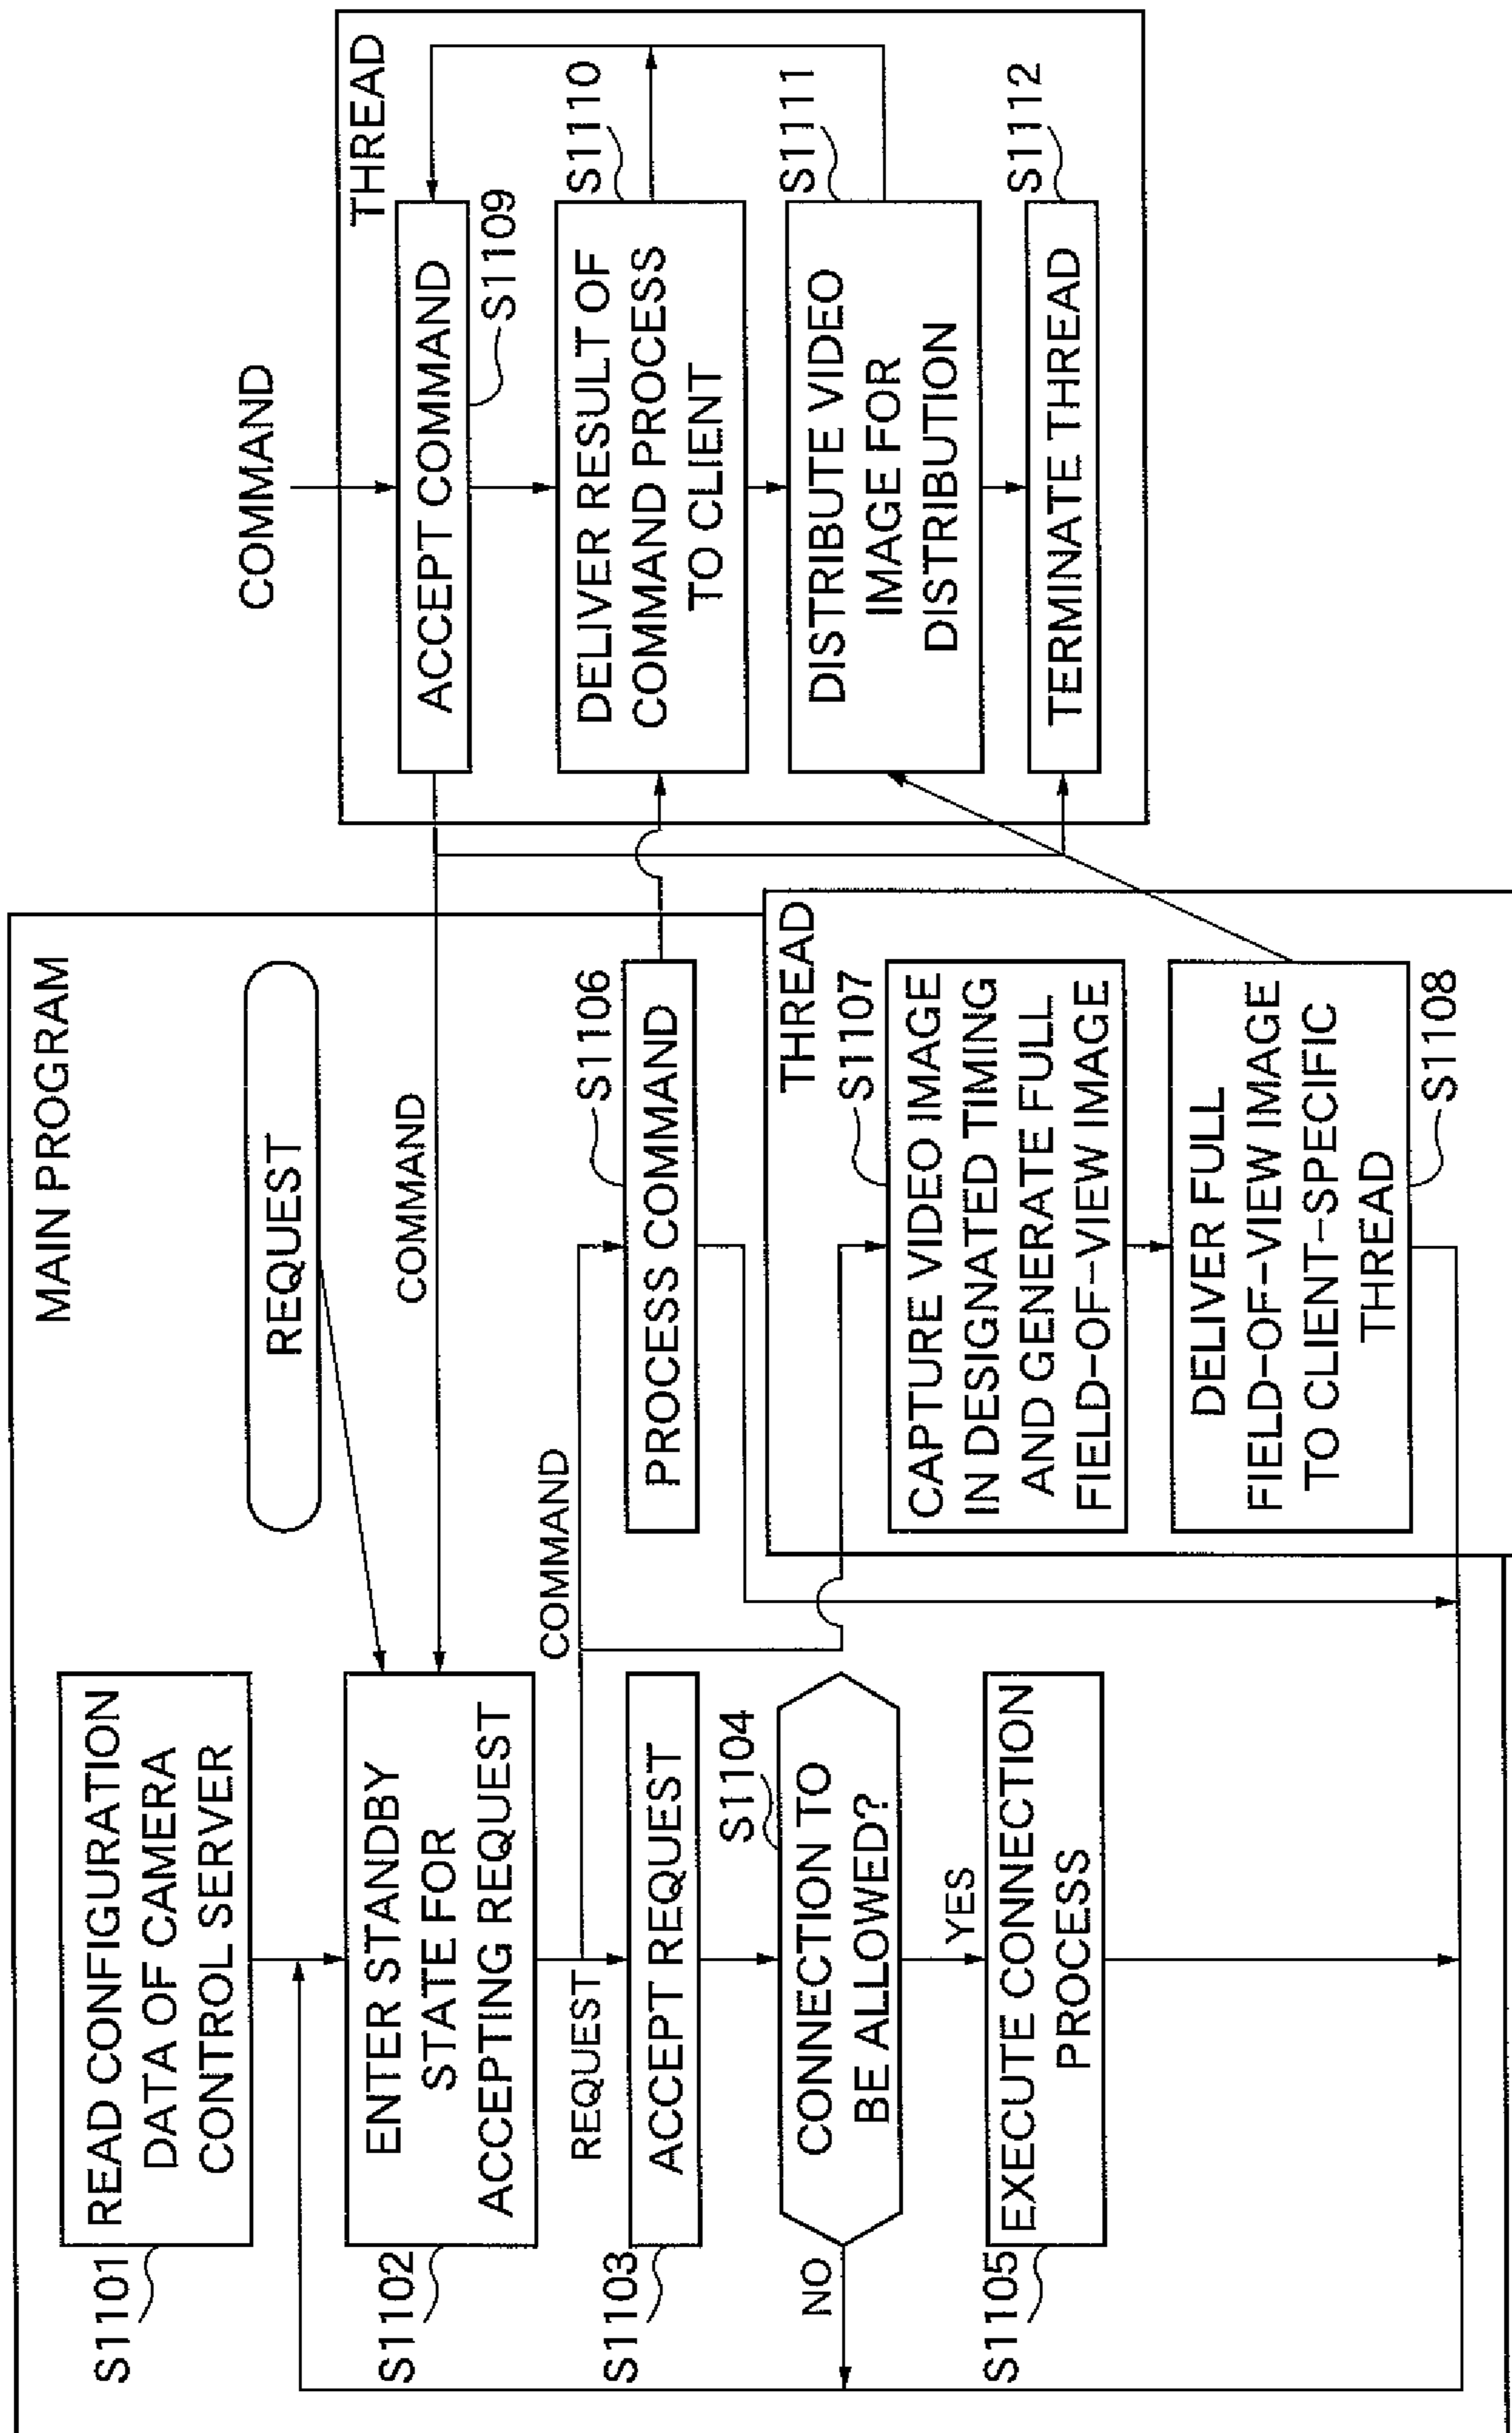 MAIN PROGRAM
S1101
READ CONFIGURATION
DATA OF CAMERA
CONTROL SERVER
REQUEST
S1102
ENTER STANDBY
STATE FOR
ACCEPTING REQUEST
COMMAND
REQUEST
COMMAND
S1103
ACCEPT REQUEST
S1104
CONNECTION TO
BE ALLOWED?
NO
YES
S1105
EXECUTE CONNECTION
PROCESS
S1106
PROCESS COMMAND
THREAD
S1107
CAPTURE VIDEO IMAGE
IN DESIGNATED TIMING
AND GENERATE FULL
FIELD-OF-VIEW IMAGE
DELIVER FULL
FIELD-OF-VIEW IMAGE
TO CLIENT-SPECIFIC
THREAD
S1108
COMMAND
THREAD
ACCEPT COMMAND
S1109
S1110
DELIVER RESULT OF
COMMAND PROCESS
TO CLIENT
S1111
DISTRIBUTE VIDEO
IMAGE FOR
DISTRIBUTION
S1112
TERMINATE THREAD